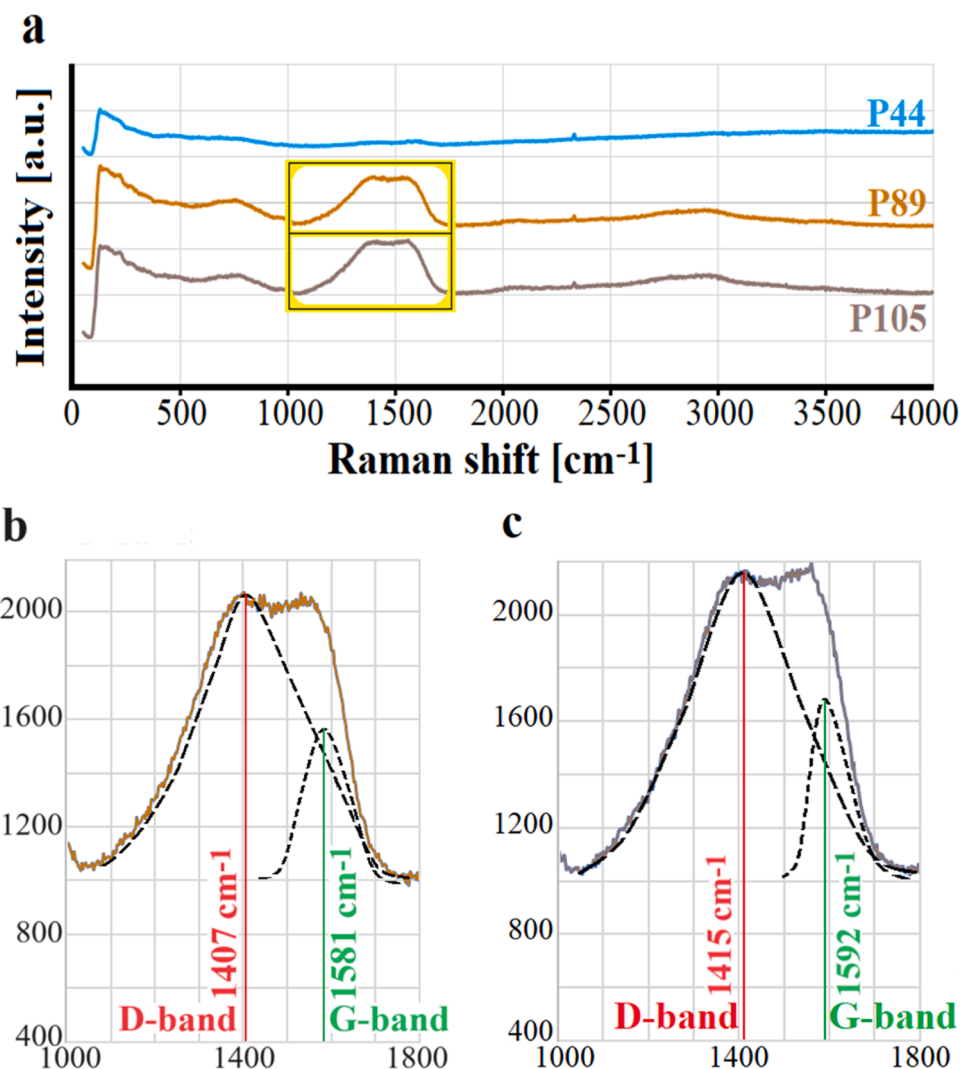 a
Intensity [a.u.]
P44
P89
P105
0 500 1000 1500 2000 2500 3000 3500 4000
Raman shift [cm-1]
b
2000
1600
1200
800
400
1407 cm-1
1581 cm-1
D-band
G-band
1000 1400 1800
c
2000
1600
1200
800
400
1415 cm-1
1592 cm-1
D-band
G-band
1000 1400 1800